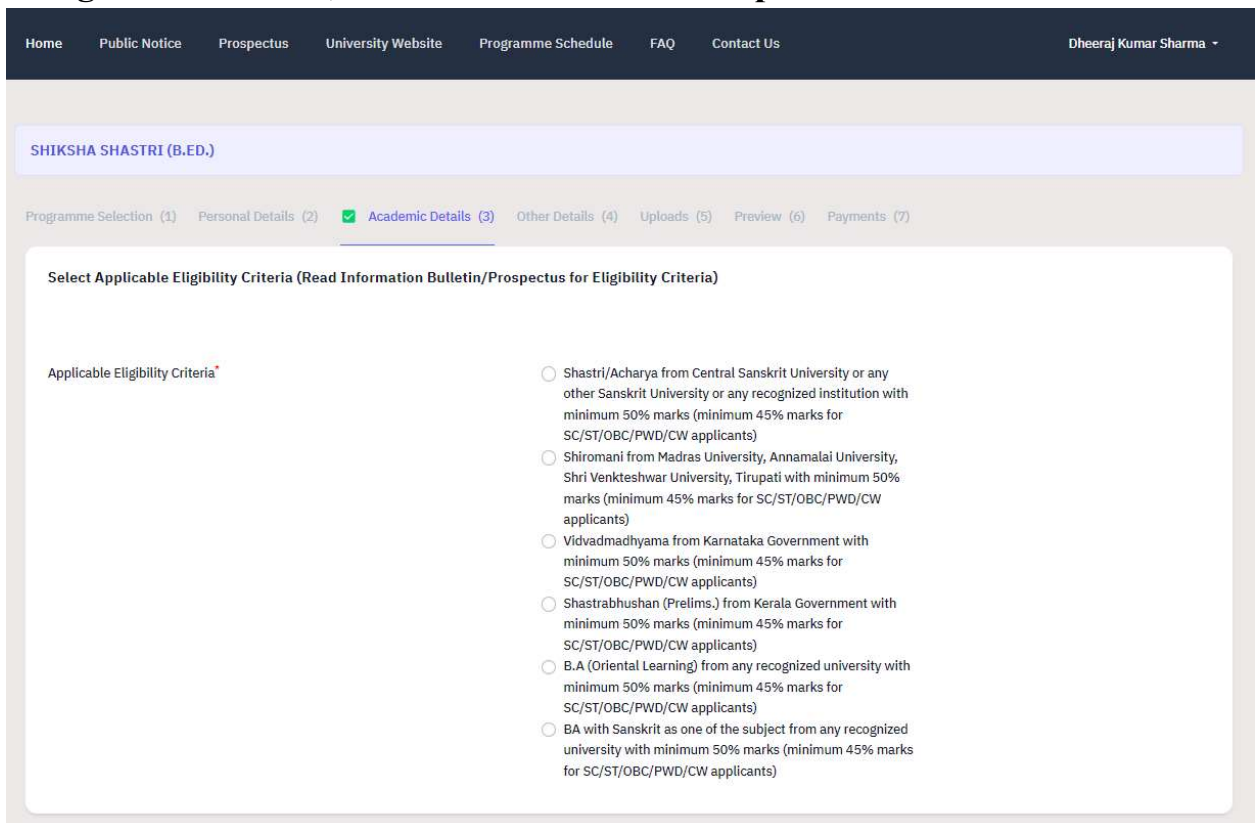 Home Public Notice Prospectus University Website Programme Schedule FAQ Contact Us Dheeraj Kumar Sharma
SHIKSHA SHASTRI (B.ED.)
Programme Selection (1) Personal Details (2) Academic Details (3) Other Details (4) Uploads (5) Preview (6) Payments (7)
Select Applicable Eligibility Criteria (Read Information Bulletin/Prospectus for Eligibility Criteria)
Applicable Eligibility Criteria*
Shastri/Acharya from Central Sanskrit University or any
other Sanskrit University or any recognized institution with
minimum 50% marks (minimum 45% marks for
SC/ST/OBC/PWD/CW applicants)
Shiromani from Madras University, Annamalai University,
Shri Venkteshwar University, Tirupati with minimum 50%
marks (minimum 45% marks for SC/ST/OBC/PWD/CW
applicants)
Vidvadmadhyama from Karnataka Government with
minimum 50% marks (minimum 45% marks for
SC/ST/OBC/PWD/CW applicants)
Shastrabhushan (Prelims.) from Kerala Government with
minimum 50% marks (minimum 45% marks for
SC/ST/OBC/PWD/CW applicants)
B.A (Oriental Learning) from any recognized university with
minimum 50% marks (minimum 45% marks for
SC/ST/OBC/PWD/CW applicants)
BA with Sanskrit as one of the subject from any recognized
university with minimum 50% marks (minimum 45% marks
for SC/ST/OBC/PWD/CW applicants)